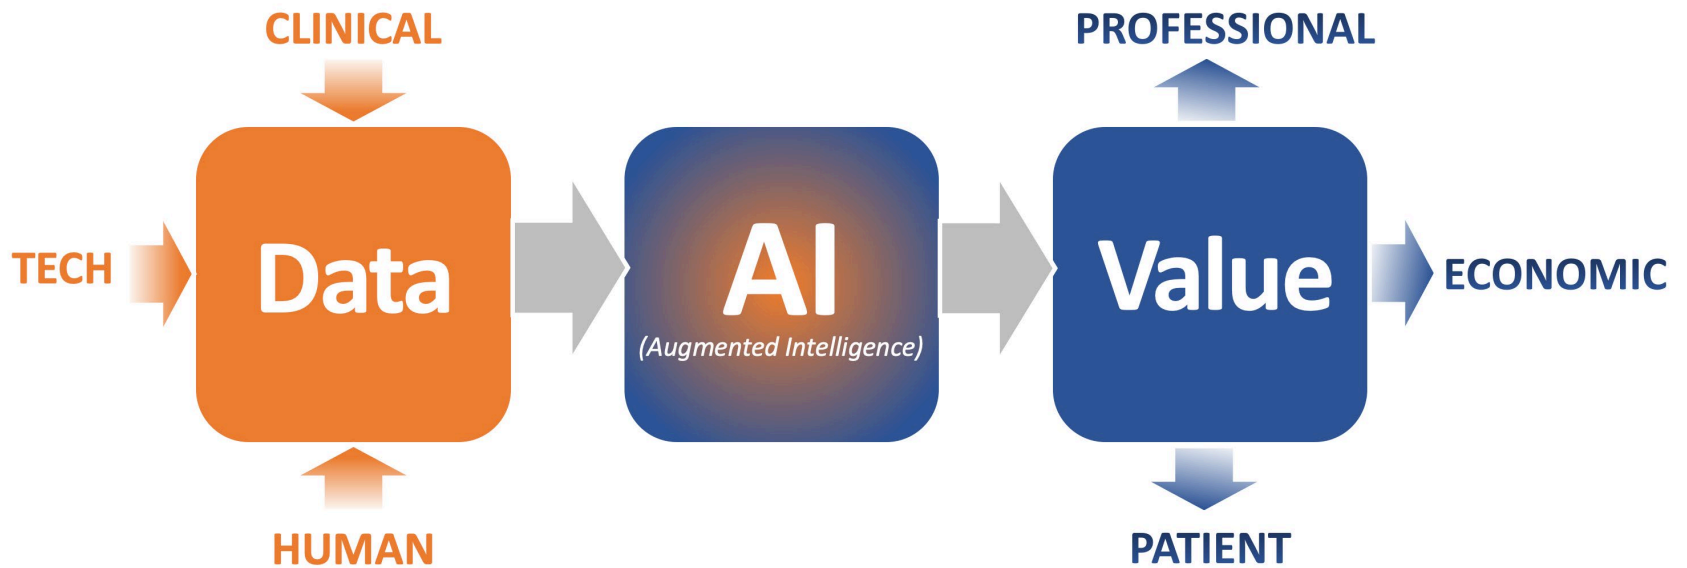 CLINICAL
TECH
Data
HUMAN
AI
(Augmented Intelligence)
PROFESSIONAL
Value
ECONOMIC
PATIENT